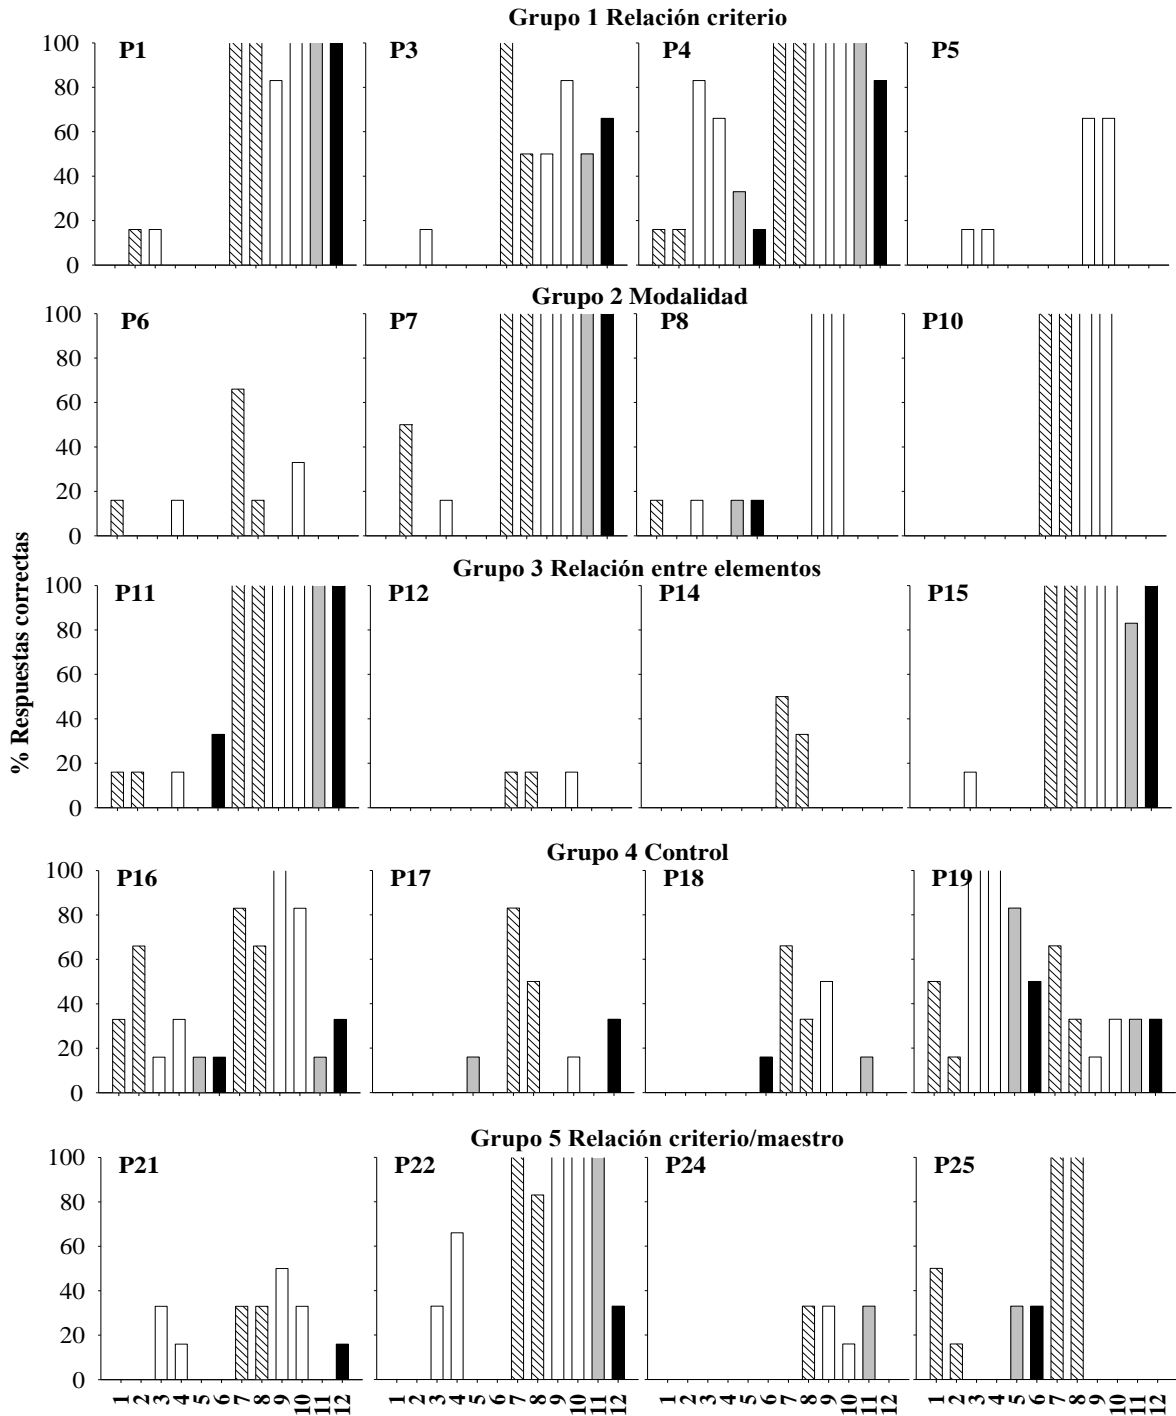 Grupo 1 Relación criterio
100 P1 P3 P4 P5
80
60
40
20
0
Grupo 2 Modalidad
100 P6 P7 P8 P10
80
60
40
20
0
Grupo 3 Relación entre elementos
100 P11 P12 P14 P15
80
60
40
20
0
% Respuestas correctas
Grupo 4 Control
100 P16 P17 P18 P19
80
60
40
20
0
Grupo 5 Relación criterio/maestro
100 P21 P22 P24 P25
80
60
40
20
0
1 2 3 4 5 6 7 8 9 10 11 12 1 2 3 4 5 6 7 8 9 10 11 12 1 2 3 4 5 6 7 8 9 10 11 12 1 2 3 4 5 6 7 8 9 10 11 12